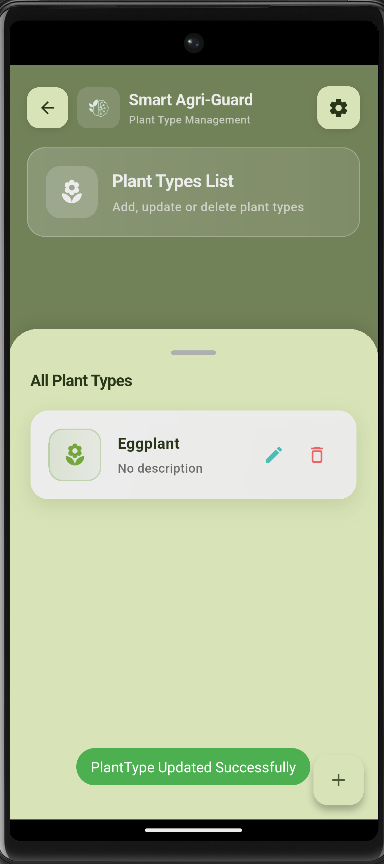 Smart Agri-Guard
Plant Type Management
Plant Types List
Add, update or delete plant types
All Plant Types
Eggplant
No description
PlantType Updated Successfully